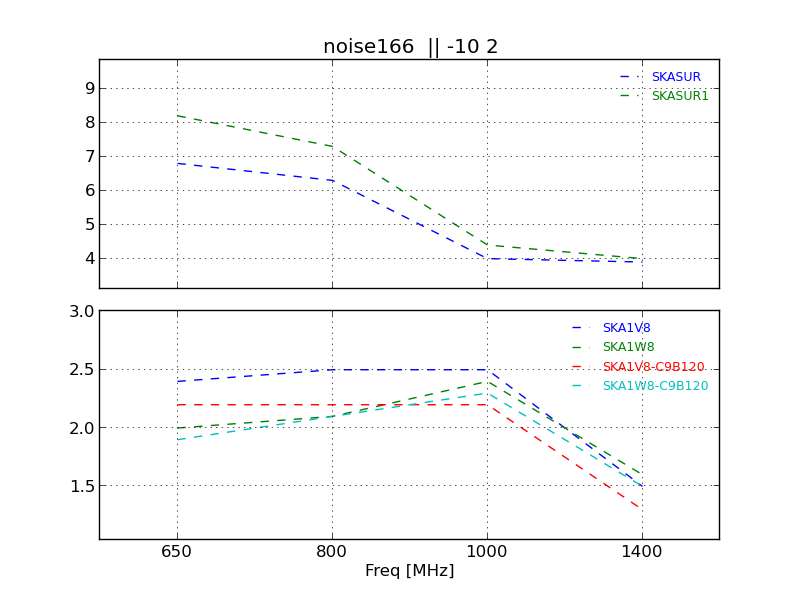 noise166 || -10 2
9
8
7
6
5
4
SKASUR
SKASUR1
3.0
2.5
2.0
1.5
SKA1V8
SKA1W8
SKA1V8-C9B120
SKA1W8-C9B120
650 800 1000 1400
Freq [MHz]